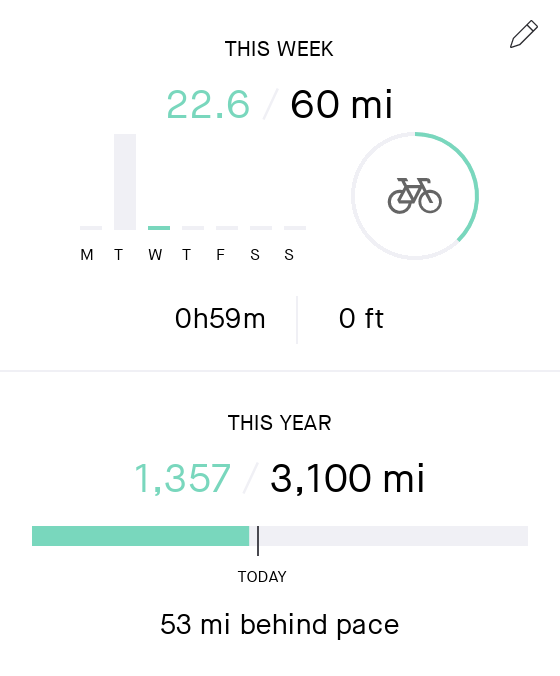 THIS WEEK
22.6 / 60 mi
M T W T F S S
0h59m 0 ft
THIS YEAR
1,357 / 3,100 mi
TODAY
53 mi behind pace